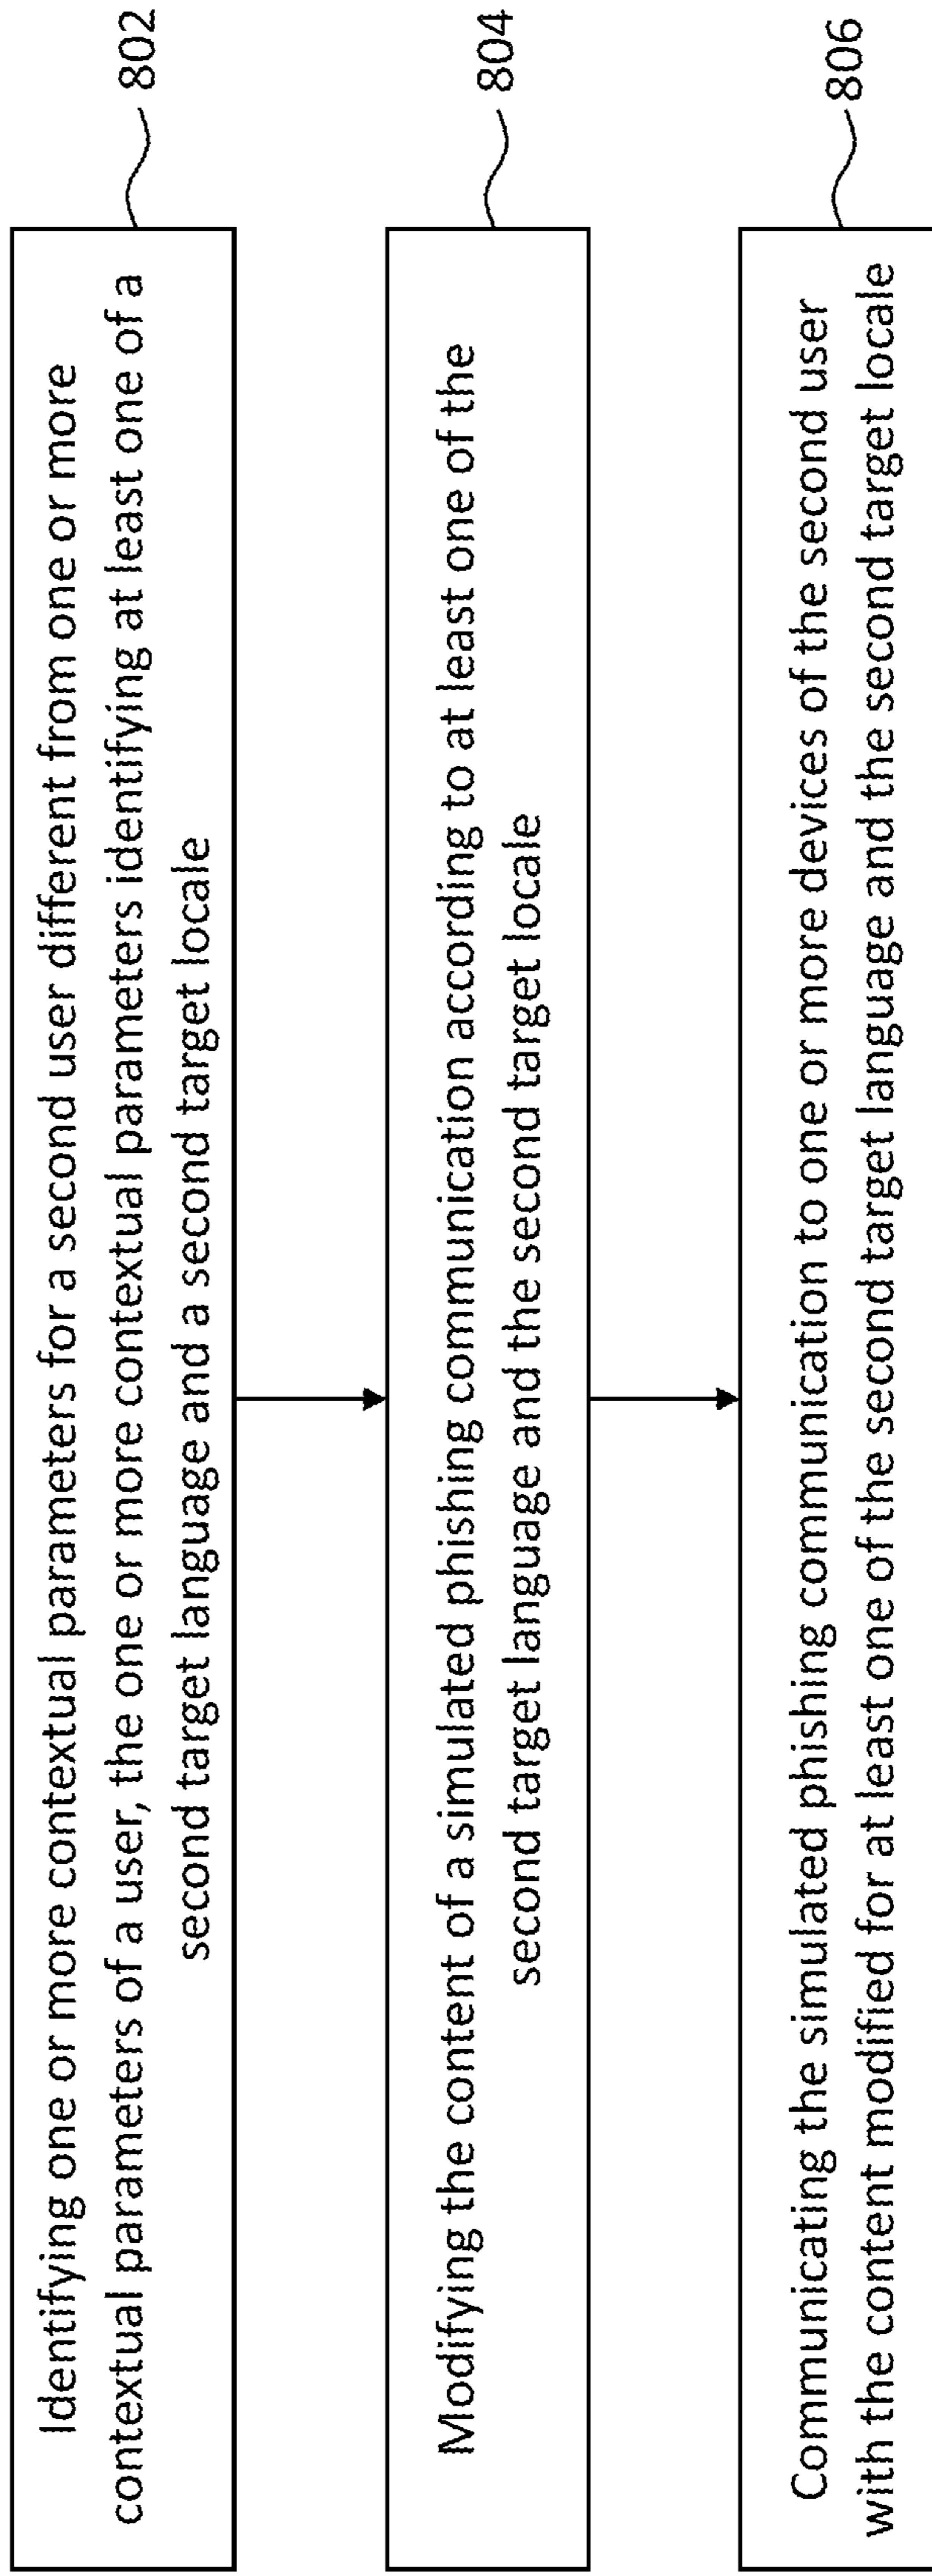 Identifying one or more contextual parameters for a second user different from one or more
contextual parameters of a user, the one or more contextual parameters identifying at least one of a
second target language and a second target locale
802
Modifying the content of a simulated phishing communication according to at least one of the
second target language and the second target locale
804
Communicating the simulated phishing communication to one or more devices of the second user
with the content modified for at least one of the second target language and the second target locale
806